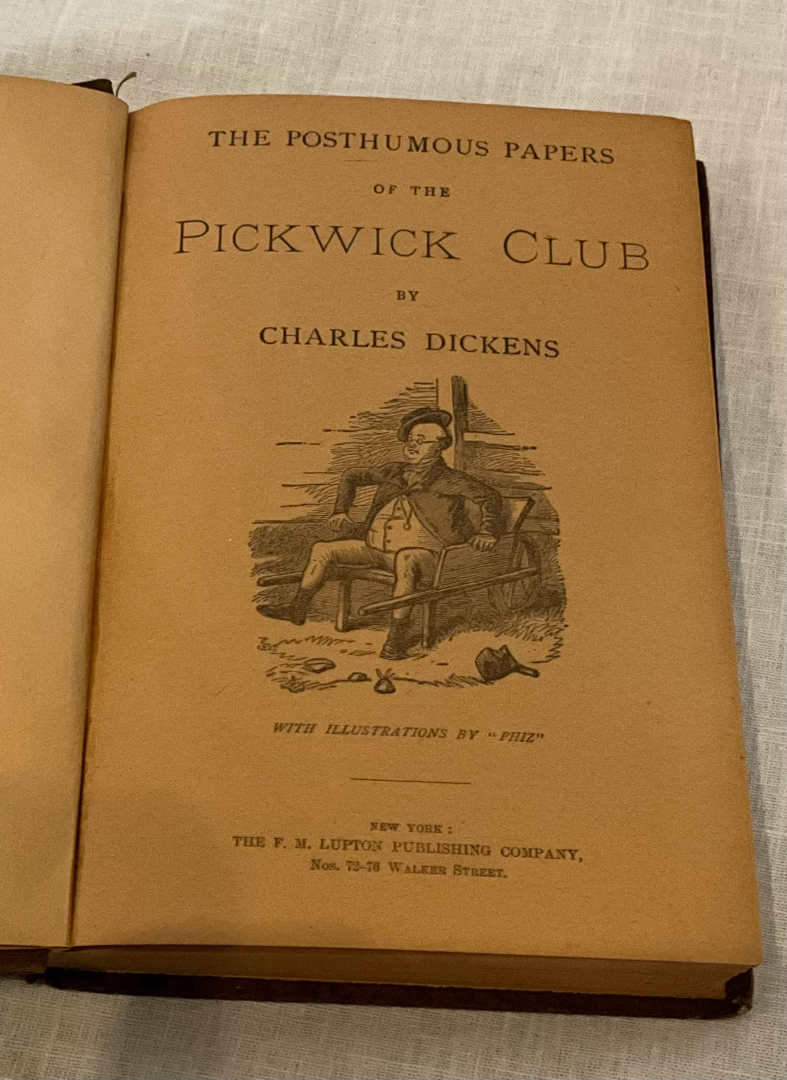 THE POSTHUMOUS PAPERS
OF THE
PICKWICK CLUB
BY
CHARLES DICKENS
WITH ILLUSTRATIONS BY "PHIZ"
NEW YORK:
THE F. M. LUPTON PUBLISHING COMPANY,
Nos. 72-76 WALKER STREET.